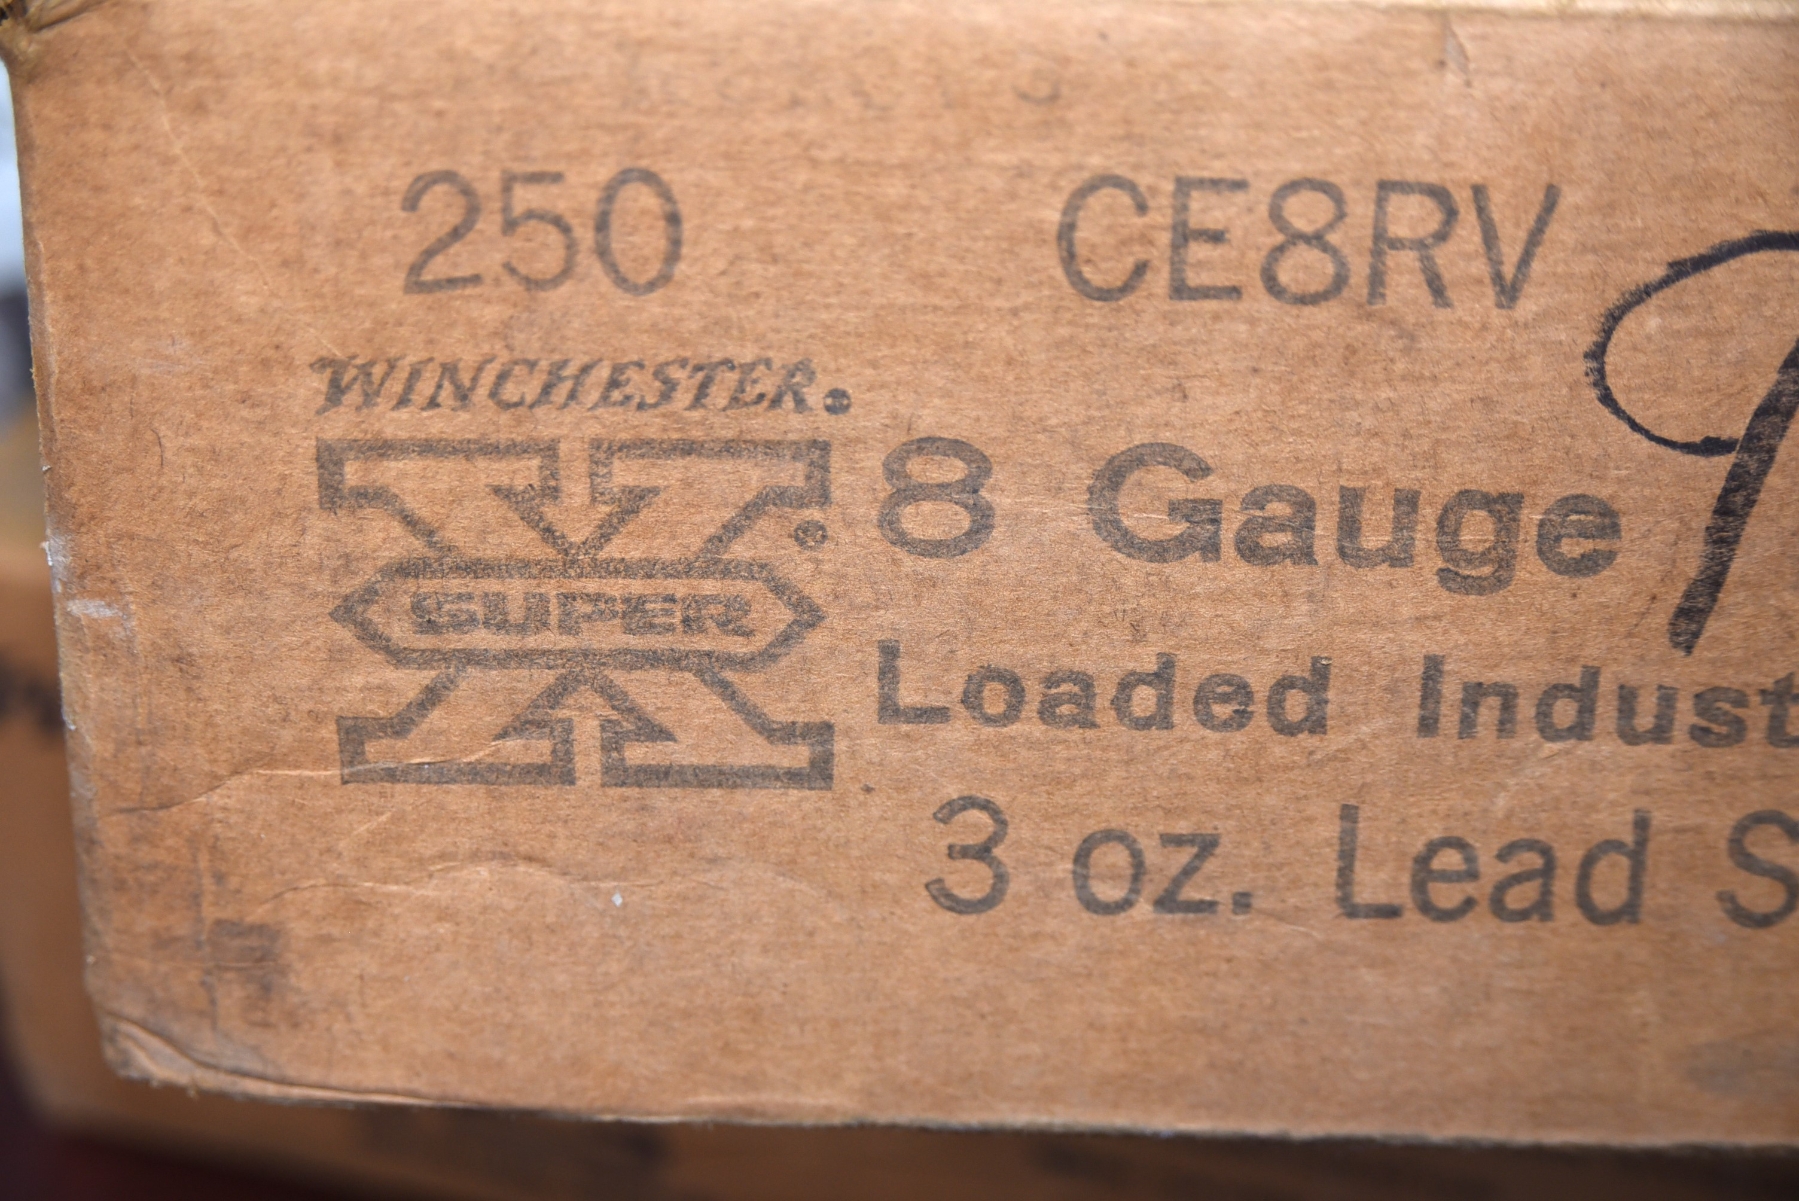 250 CE8RV
WINCHESTER®
SUPER X®
8 Gauge
Loaded Indust
3 oz. Lead S